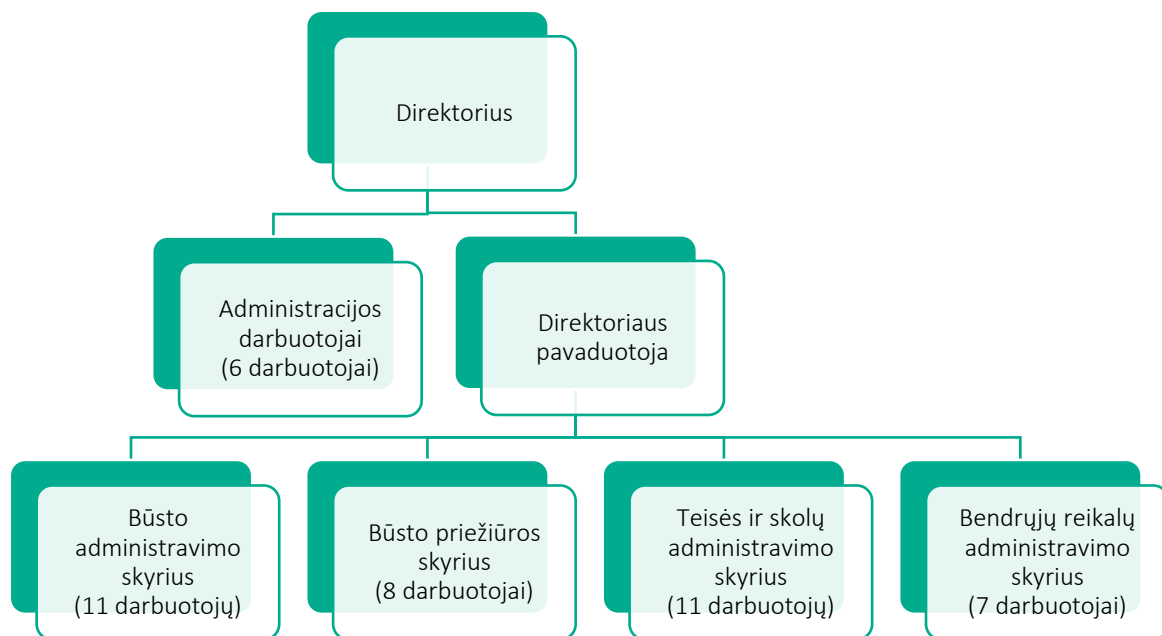 Direktorius
Administracijos
darbuotojai
(6 darbuotojai)
Direktoriaus
pavaduotoja
Būsto
administravimo
skyrius
(11 darbuotojų)
Būsto priežiūros
skyrius
(8 darbuotojai)
Teisės ir skolų
administravimo
skyrius
(11 darbuotojų)
Bendrųjų reikalų
administravimo
skyrius
(7 darbuotojai)